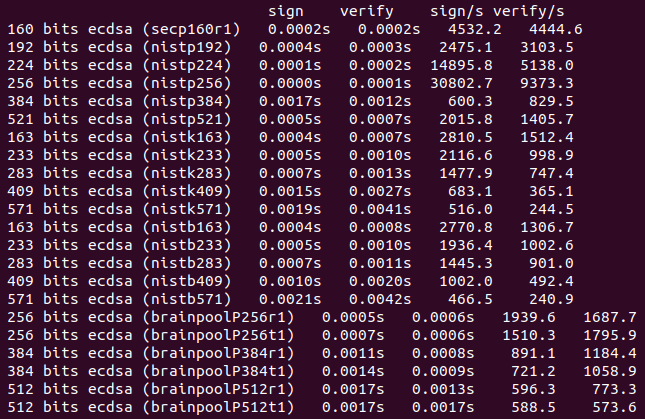 sign verify sign/s verify/s
160 bits ecdsa (secp160r1) 0.0002s 0.0002s 4532.2 4444.6
192 bits ecdsa (nistp192) 0.0004s 0.0003s 2475.1 3103.5
224 bits ecdsa (nistp224) 0.0001s 0.0002s 14895.8 5138.0
256 bits ecdsa (nistp256) 0.0000s 0.0001s 30802.7 9373.3
384 bits ecdsa (nistp384) 0.0017s 0.0012s 600.3 829.5
521 bits ecdsa (nistp521) 0.0005s 0.0007s 2015.8 1405.7
163 bits ecdsa (nistk163) 0.0004s 0.0007s 2810.5 1512.4
233 bits ecdsa (nistk233) 0.0005s 0.0010s 2116.6 998.9
283 bits ecdsa (nistk283) 0.0007s 0.0013s 1477.9 747.4
409 bits ecdsa (nistk409) 0.0015s 0.0027s 683.1 365.1
571 bits ecdsa (nistk571) 0.0019s 0.0041s 516.0 244.5
163 bits ecdsa (nistb163) 0.0004s 0.0008s 2770.8 1306.7
233 bits ecdsa (nistb233) 0.0005s 0.0010s 1936.4 1002.6
283 bits ecdsa (nistb283) 0.0007s 0.0011s 1445.3 901.0
409 bits ecdsa (nistb409) 0.0010s 0.0020s 1002.0 492.4
571 bits ecdsa (nistb571) 0.0021s 0.0042s 466.5 240.9
256 bits ecdsa (brainpoolP256r1) 0.0005s 0.0006s 1939.6 1687.7
256 bits ecdsa (brainpoolP256t1) 0.0007s 0.0006s 1510.3 1795.9
384 bits ecdsa (brainpoolP384r1) 0.0011s 0.0008s 891.1 1184.4
384 bits ecdsa (brainpoolP384t1) 0.0014s 0.0009s 721.2 1058.9
512 bits ecdsa (brainpoolP512r1) 0.0017s 0.0013s 596.3 773.3
512 bits ecdsa (brainpoolP512t1) 0.0017s 0.0017s 588.5 573.6